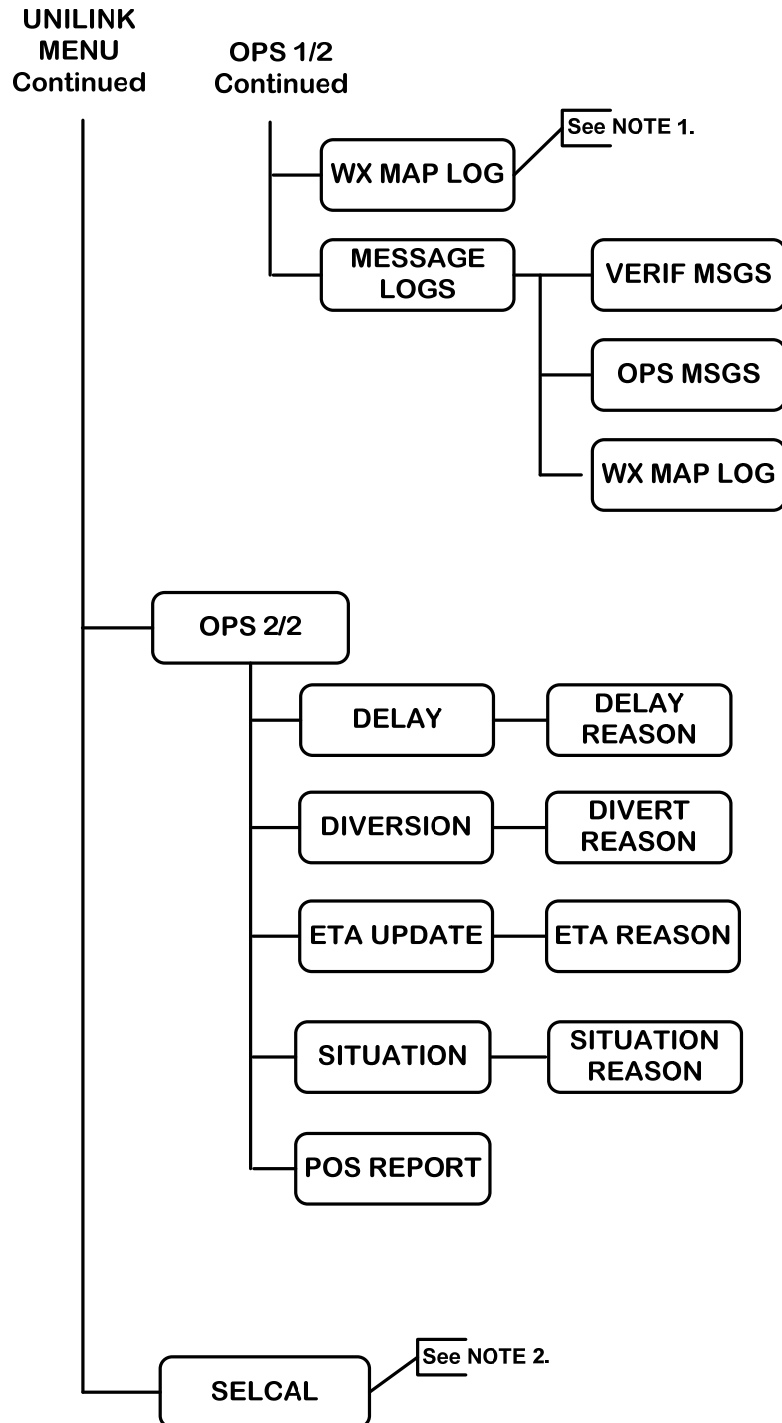 UNILINK
MENU
Continued
OPS 1/2
Continued
WX MAP LOG
See NOTE 1.
MESSAGE
LOGS
VERIF MSGS
OPS MSGS
WX MAP LOG
OPS 2/2
DELAY
DELAY
REASON
DIVERSION
DIVERT
REASON
ETA UPDATE
ETA REASON
SITUATION
SITUATION
REASON
POS REPORT
SELCAL
See NOTE 2.